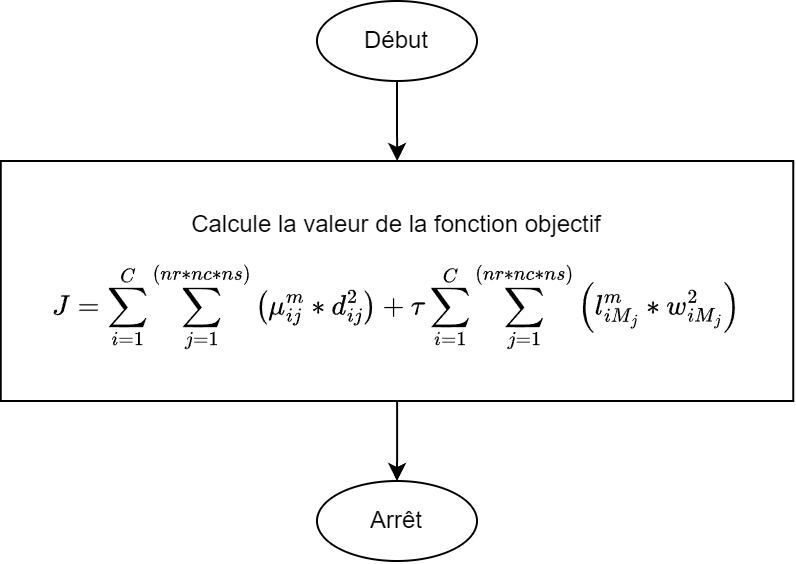 Début
Calcule la valeur de la fonction objectif
$J = \sum_{i=1}^{C} \sum_{j=1}^{(nr*nc*ns)} \left( \mu_{ij}^{m} * d_{ij}^{2} \right) + \tau \sum_{i=1}^{C} \sum_{j=1}^{(nr*nc*ns)} \left( l_{iM_j}^{m} * w_{iM_j}^{2} \right)$
Arrêt